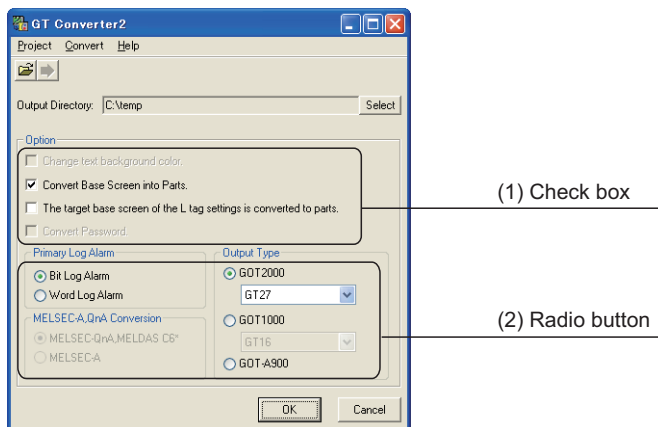 GT Converter2
Project Convert Help
Output Directory: C:\temp Select
Option
Change text background color.
Convert Base Screen into Parts.
The target base screen of the L tag settings is converted to parts.
Convert Password.
(1) Check box
Primary Log Alarm
Bit Log Alarm
Word Log Alarm
MELSEC-A,QnA Conversion
MELSEC-QnA,MELDAS C6*
MELSEC-A
Output Type
GOT2000
GT27
GOT1000
GT16
GOT-A900
(2) Radio button
OK Cancel